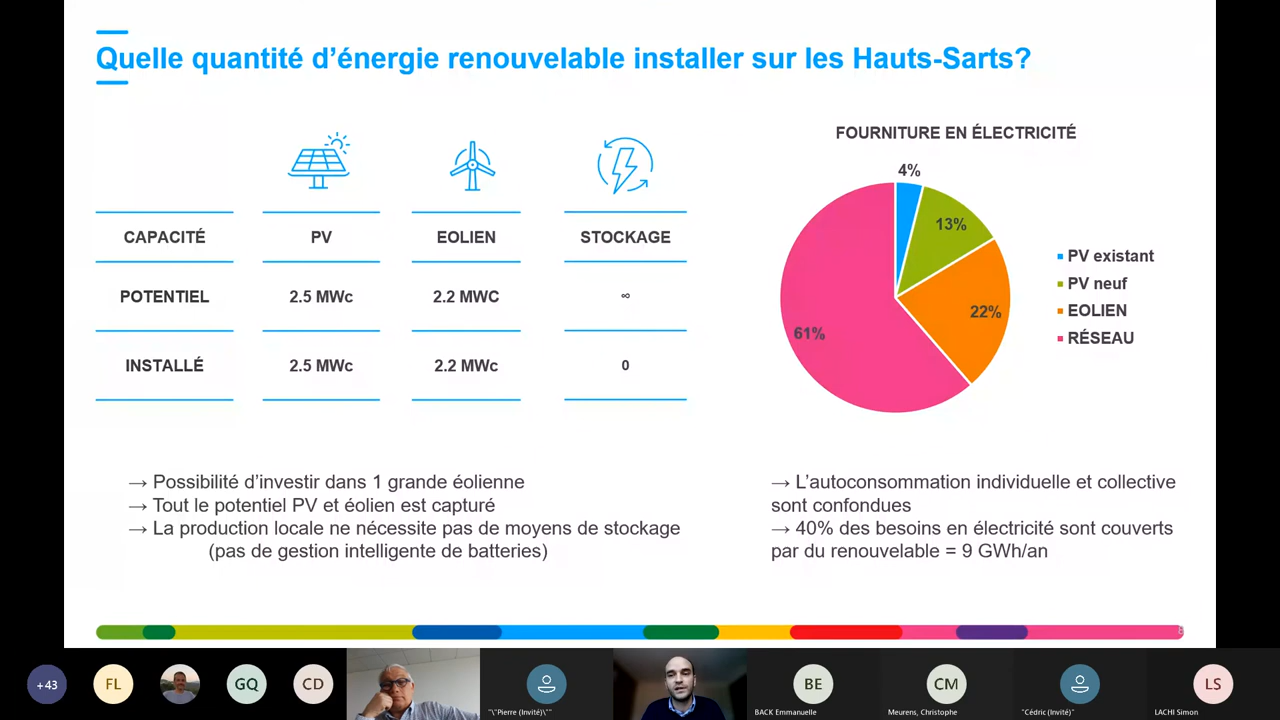 Quelle quantité d'énergie renouvelable installer sur les Hauts-Sarts?
CAPACITÉ PV EOLIEN STOCKAGE
POTENTIEL 2.5 MWc 2.2 MWC ∞
INSTALLÉ 2.5 MWc 2.2 MWc 0
→ Possibilité d'investir dans 1 grande éolienne
→ Tout le potentiel PV et éolien est capturé
→ La production locale ne nécessite pas de moyens de stockage
(pas de gestion intelligente de batteries)
FOURNITURE EN ÉLECTRICITÉ
4%
13%
22%
61%
PV existant
PV neuf
EOLIEN
RÉSEAU
→ L'autoconsommation individuelle et collective
sont confondues
→ 40% des besoins en électricité sont couverts
par du renouvelable = 9 GWh/an
+43 FL GQ CD BE CM LS
"\"Pierre (Invité)\"" BACK Emmanuelle Meurens, Christophe "Cédric (Invité)" LACHI Simon